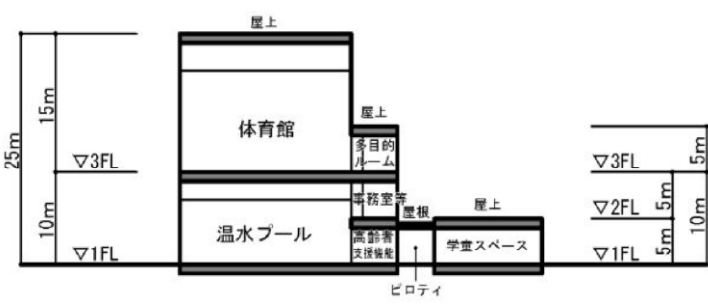 屋上
屋上
体育館
多目的
ルーム
15m
25m
▽3FL
▽3FL
5m
事務室等
屋根
屋上
▽2FL
5m
10m
10m
温水プール
高齢者
支援機能
学童スペース
▽1FL
▽1FL
5m
ピロティ